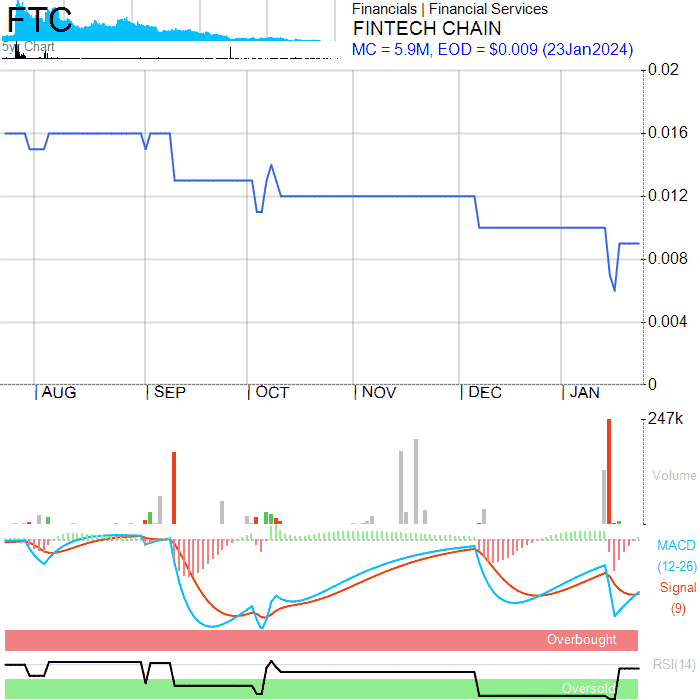 FTC
5yr Chart
Financials | Financial Services
FINTECH CHAIN
MC = 5.9M, EOD = $0.009 (23Jan2024)
0.02
0.016
0.012
0.008
0.004
0
AUG SEP OCT NOV DEC JAN
247k
Volume
MACD
(12-26)
Signal
(9)
Overbought
RSI(14)
Oversold